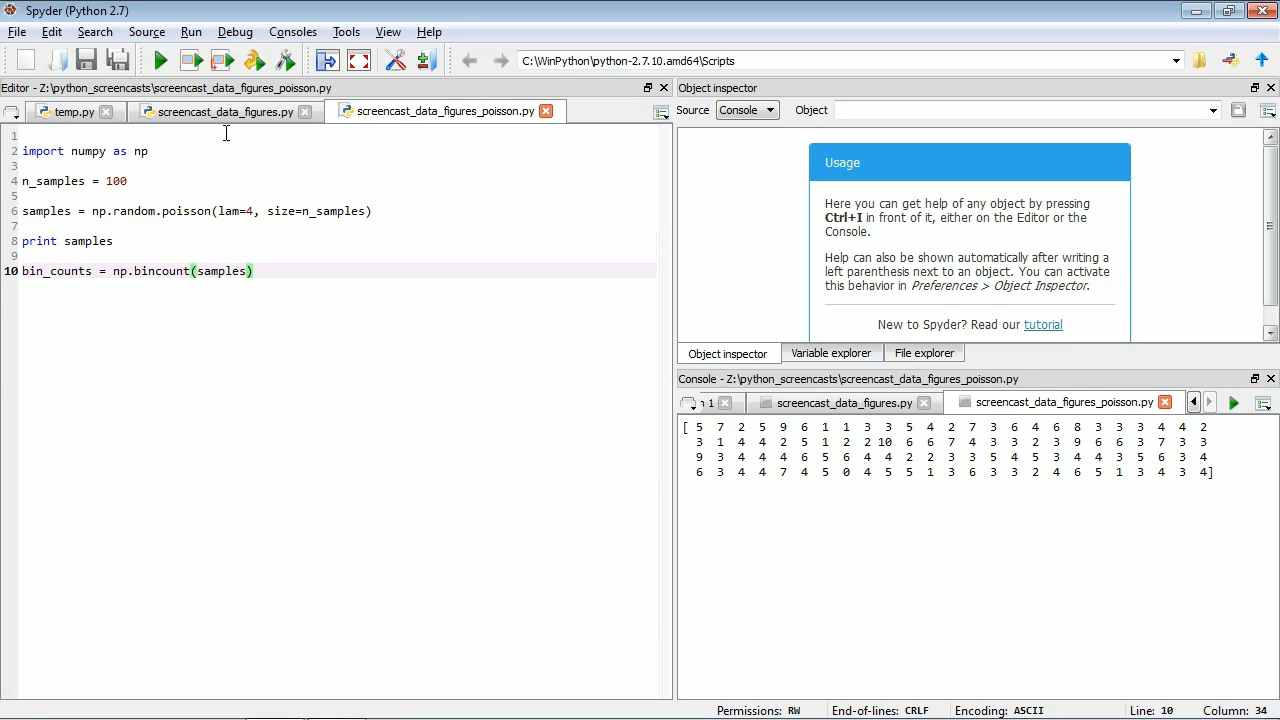 Spyder (Python 2.7)
File Edit Search Source Run Debug Consoles Tools View Help
C:\WinPython\python-2.7.10.amd64\Scripts
Editor - Z:\python_screencasts\screencast_data_figures_poisson.py
temp.py screencast_data_figures.py screencast_data_figures_poisson.py
1
2 import numpy as np
3
4 n_samples = 100
5
6 samples = np.random.poisson(lam=4, size=n_samples)
7
8 print samples
9
10 bin_counts = np.bincount(samples)
Object inspector
Source Console Object
Usage
Here you can get help of any object by pressing
Ctrl+I in front of it, either on the Editor or the
Console.
Help can also be shown automatically after writing a
left parenthesis next to an object. You can activate
this behavior in Preferences > Object Inspector.
New to Spyder? Read our tutorial
Object inspector Variable explorer File explorer
Console - Z:\python_screencasts\screencast_data_figures_poisson.py
1 screencast_data_figures.py screencast_data_figures_poisson.py
[ 5 7 2 5 9 6 1 1 3 3 5 4 2 7 3 6 4 6 8 3 3 3 4 4 2
3 1 4 4 2 5 1 2 2 10 6 6 7 4 3 3 2 3 9 6 6 3 7 3 3
9 3 4 4 4 6 5 6 4 4 2 2 3 3 5 4 5 3 4 4 3 5 6 3 4
6 3 4 4 7 4 5 0 4 5 5 1 3 6 3 3 2 4 6 5 1 3 4 3 4]
Permissions: RW End-of-lines: CRLF Encoding: ASCII Line: 10 Column: 34